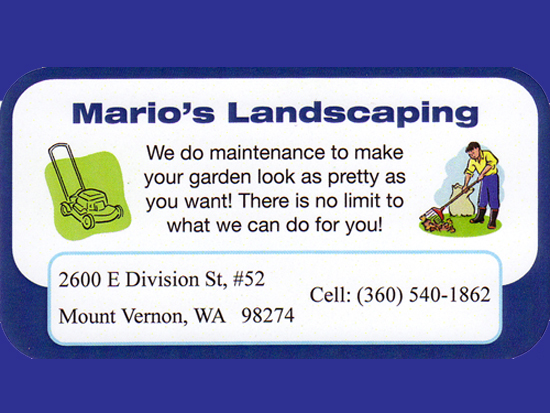 Mario's Landscaping
We do maintenance to make
your garden look as pretty as
you want! There is no limit to
what we can do for you!
2600 E Division St, #52
Cell: (360) 540-1862
Mount Vernon, WA 98274